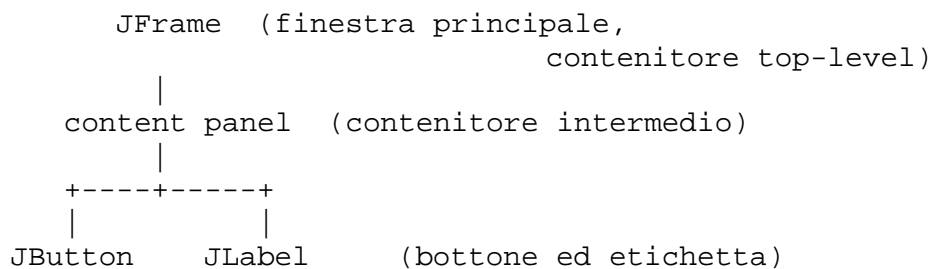 JFrame (finestra principale,
contenitore top-level)
|
content panel (contenitore intermedio)
|
+----+-----+
| |
JButton JLabel (bottone ed etichetta)